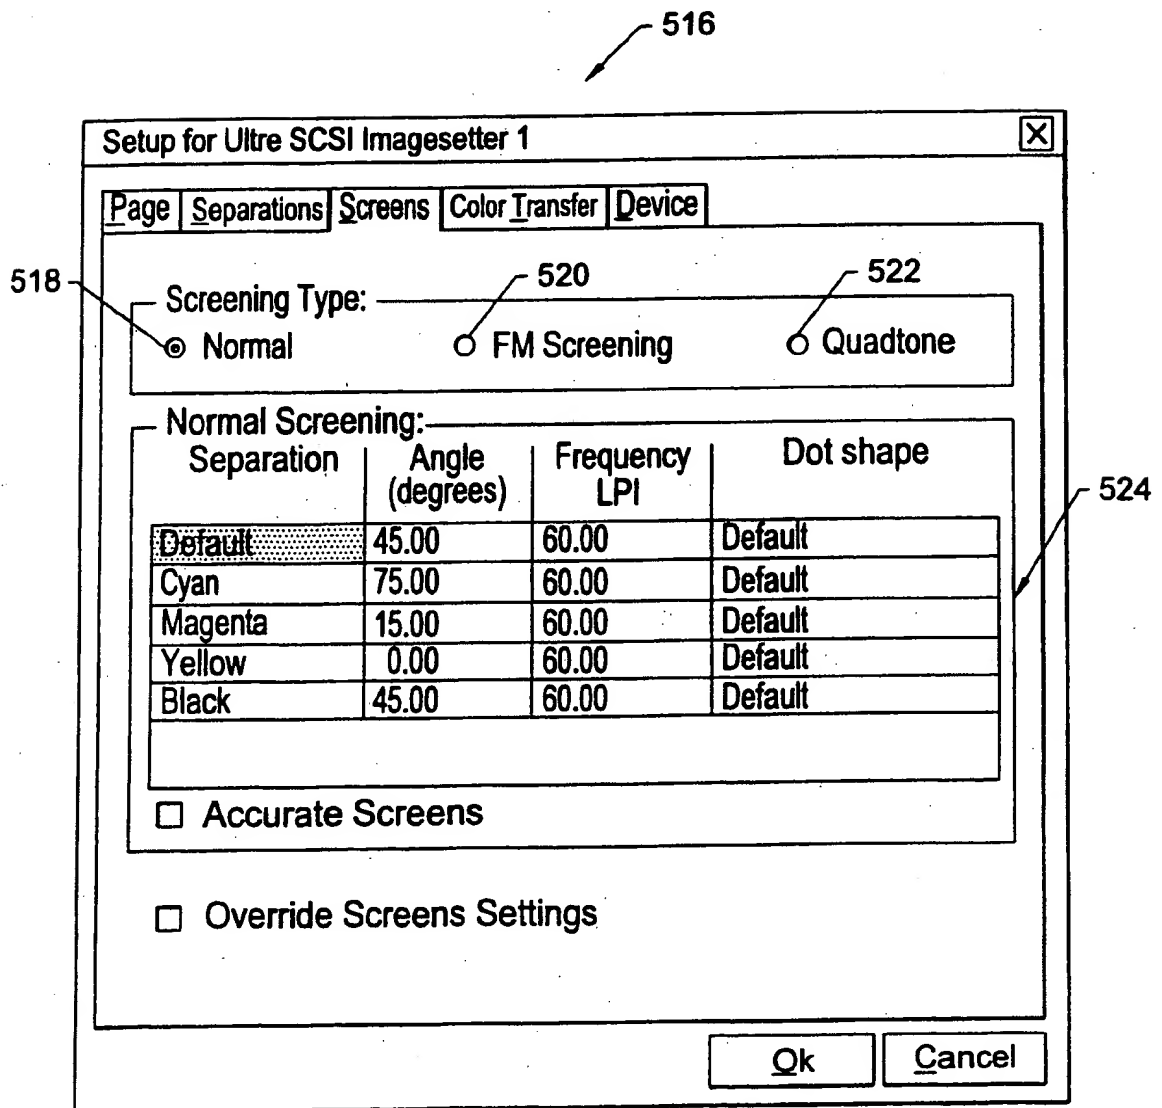 516
Setup for Ultre SCSI Imagesetter 1
Page Separations Screens Color Transfer Device
518
520
522
Screening Type:
Normal FM Screening Quadtone
Normal Screening:
Separation Angle (degrees) Frequency LPI Dot shape
524
Default 45.00 60.00 Default
Cyan 75.00 60.00 Default
Magenta 15.00 60.00 Default
Yellow 0.00 60.00 Default
Black 45.00 60.00 Default
Accurate Screens
Override Screens Settings
Ok Cancel